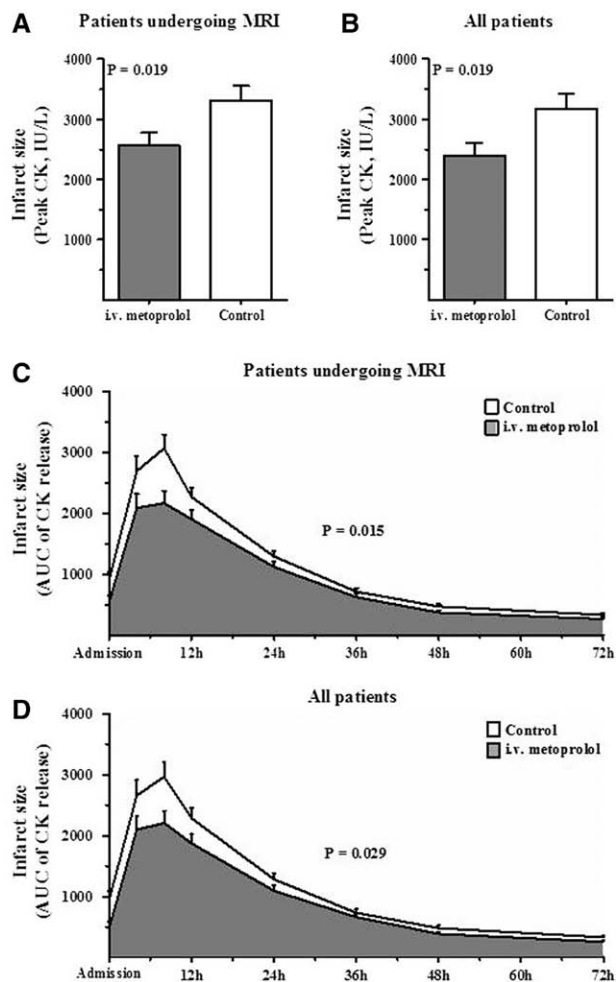 A
Patients undergoing MRI
Infarct size
(Peak CK, IU/L)
4000
3000
2000
1000
P = 0.019
i.v. metoprolol
Control
B
All patients
Infarct size
(Peak CK, IU/L)
4000
3000
2000
1000
P = 0.019
i.v. metoprolol
Control
C
Patients undergoing MRI
Infarct size
(AUC of CK release)
4000
3000
2000
1000
Control
i.v. metoprolol
P = 0.015
Admission 12h 24h 36h 48h 60h 72h
D
All patients
Infarct size
(AUC of CK release)
4000
3000
2000
1000
Control
i.v. metoprolol
P = 0.029
Admission 12h 24h 36h 48h 60h 72h